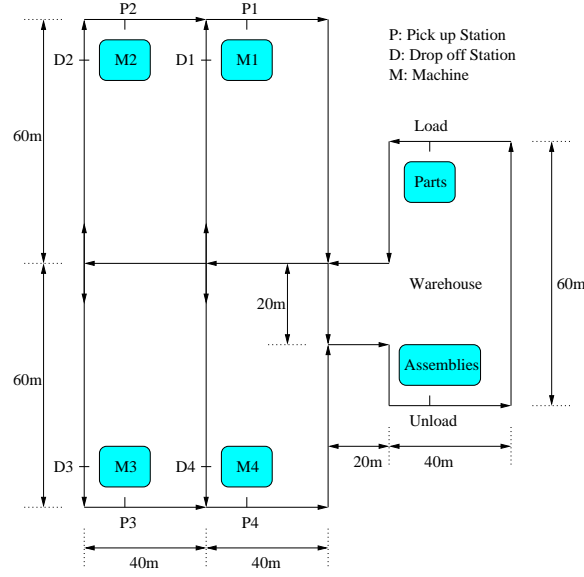 P2
P1
P: Pick up Station
D: Drop off Station
M: Machine
D2
M2
D1
M1
60m
Load
Parts
Warehouse
60m
20m
60m
Assemblies
Unload
D3
M3
D4
M4
20m
40m
P3
P4
40m
40m